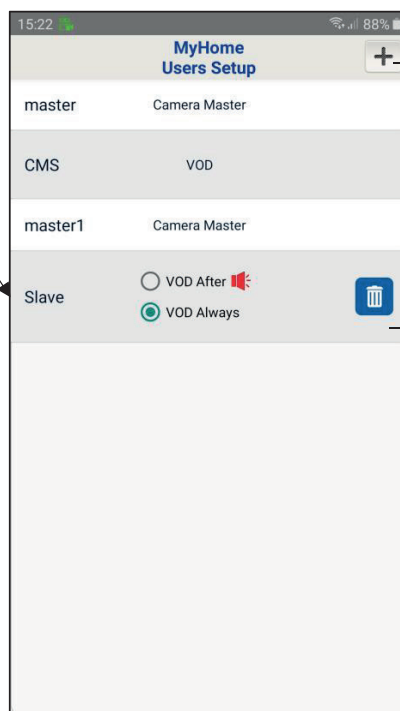 15:22 88%
MyHome
Users Setup
+
master Camera Master
CMS VOD
master1 Camera Master
VOD After
Slave
VOD Always